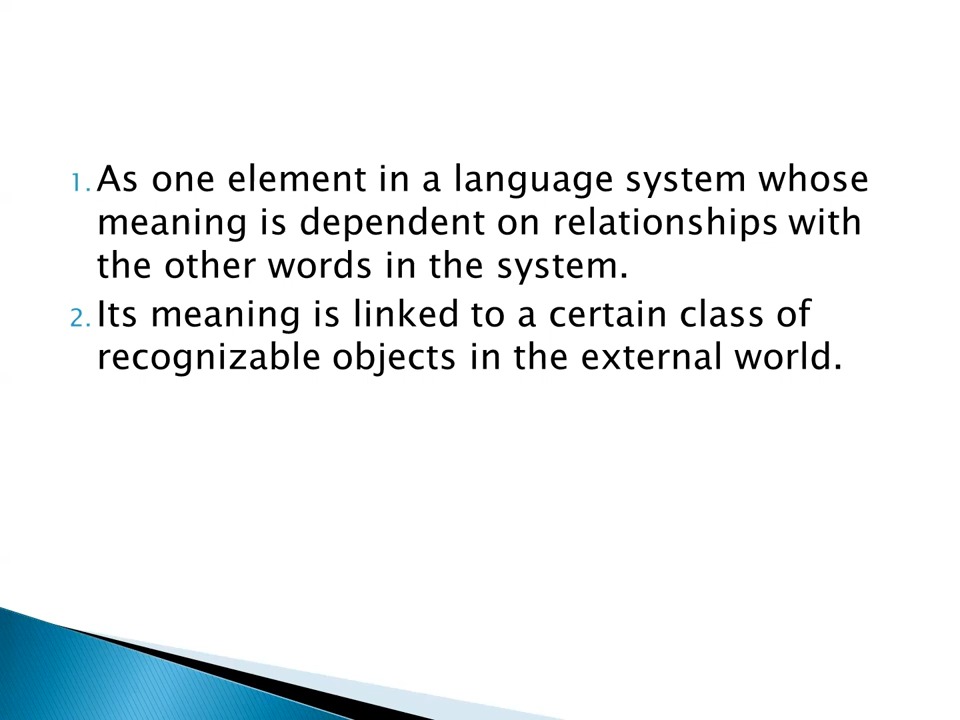 1. As one element in a language system whose
meaning is dependent on relationships with
the other words in the system.
2. Its meaning is linked to a certain class of
recognizable objects in the external world.